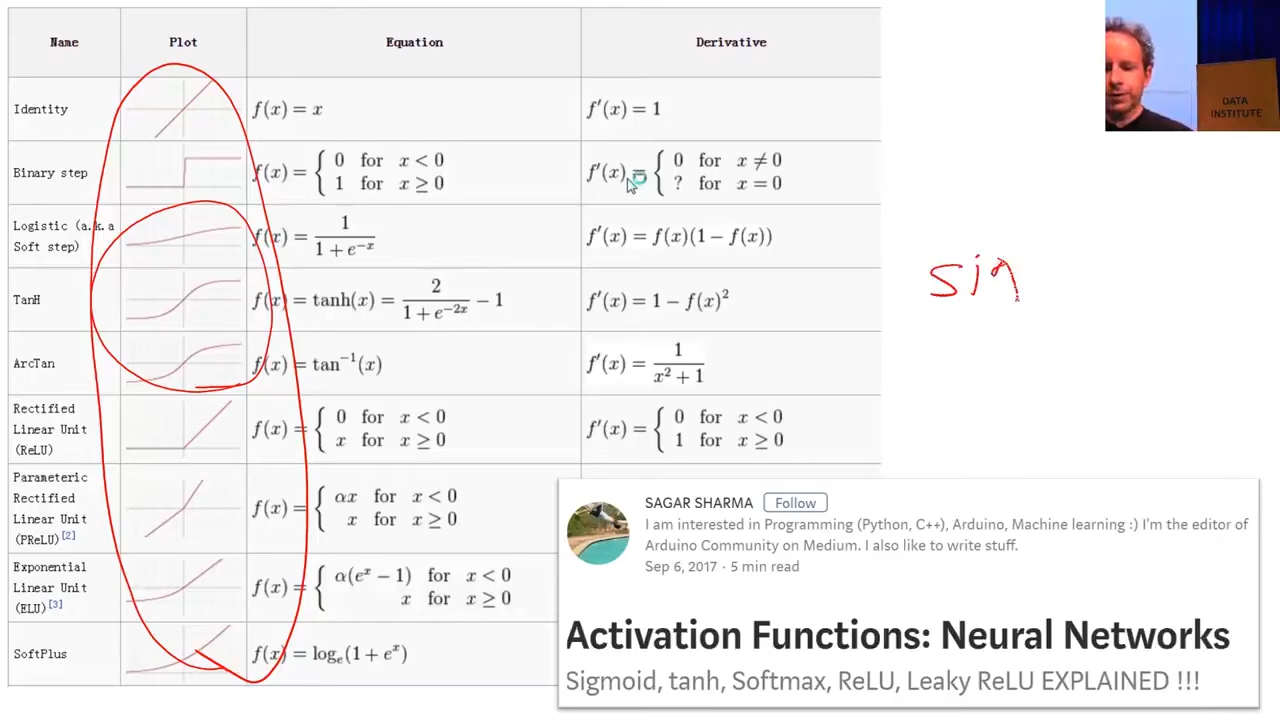 Name Plot Equation Derivative
Identity f(x) = x f′(x) = 1
Binary step f(x) = { 0 for x < 0 f′(x) = { 0 for x ≠ 0
1 for x ≥ 0 ? for x = 0
Logistic (a.k.a
Soft step) f(x) = 1 / (1 + e^−x) f′(x) = f(x)(1 − f(x))
TanH f(x) = tanh(x) = 2 / (1 + e^−2x) − 1 f′(x) = 1 − f(x)²
ArcTan f(x) = tan⁻¹(x) f′(x) = 1 / (x² + 1)
Rectified
Linear Unit
(ReLU) f(x) = { 0 for x < 0 f′(x) = { 0 for x < 0
x for x ≥ 0 1 for x ≥ 0
Parameteric
Rectified
Linear Unit
(PReLU)[2] f(x) = { αx for x < 0
x for x ≥ 0
Exponential
Linear Unit
(ELU)[3] f(x) = { α(e^x − 1) for x < 0
x for x ≥ 0
SoftPlus f(x) = log_e(1 + e^x)
sig
DATA
INSTITUTE
SAGAR SHARMA Follow
I am interested in Programming (Python, C++), Arduino, Machine learning :) I'm the editor of
Arduino Community on Medium. I also like to write stuff.
Sep 6, 2017 · 5 min read
Activation Functions: Neural Networks
Sigmoid, tanh, Softmax, ReLU, Leaky ReLU EXPLAINED !!!